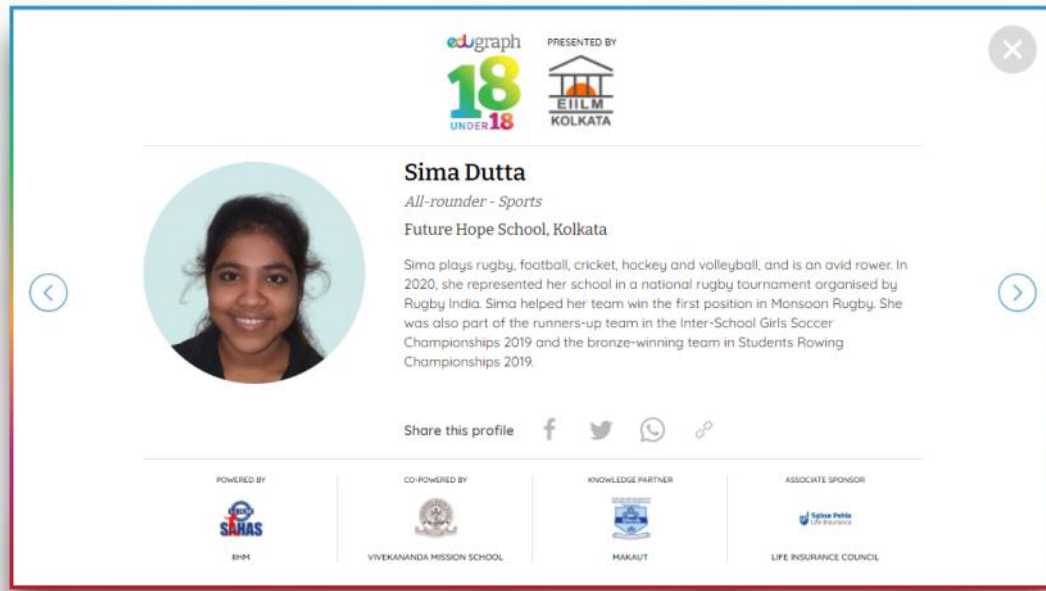 edugraph
PRESENTED BY
18
UNDER 18
EIILM
KOLKATA
Sima Dutta
All-rounder - Sports
Future Hope School, Kolkata
Sima plays rugby, football, cricket, hockey and volleyball, and is an avid rower. In
2020, she represented her school in a national rugby tournament organised by
Rugby India. Sima helped her team win the first position in Monsoon Rugby. She
was also part of the runners-up team in the Inter-School Girls Soccer
Championships 2019 and the bronze-winning team in Students Rowing
Championships 2019.
Share this profile
POWERED BY
CO-POWERED BY
KNOWLEDGE PARTNER
ASSOCIATE SPONSOR
SAHAS
Sabse Pehle
Life Insurance
IIHM
VIVEKANANDA MISSION SCHOOL
MAKAUT
LIFE INSURANCE COUNCIL